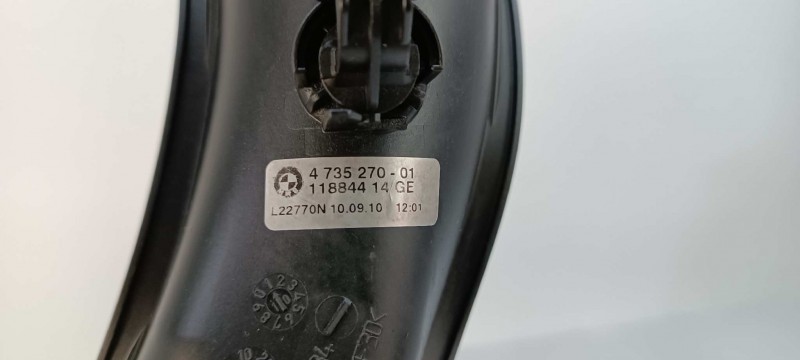 4 735 270 - 01
118844 14 GE
L22770N 10.09.10 12:01